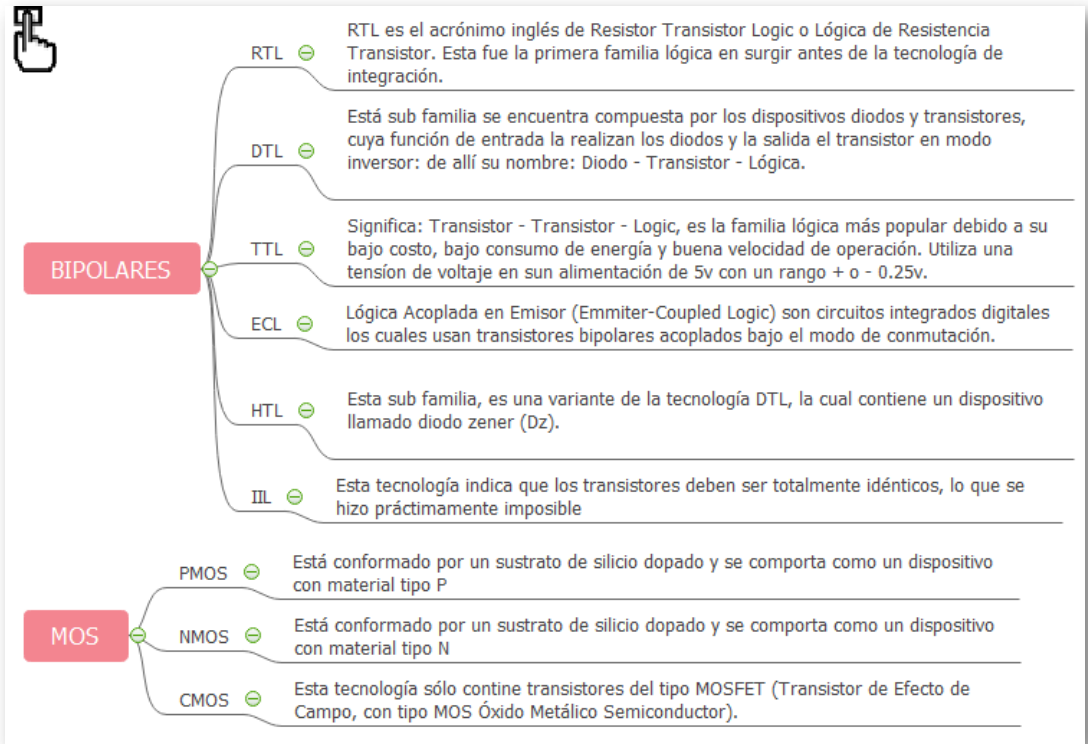 RTL
RTL es el acrónimo inglés de Resistor Transistor Logic o Lógica de Resistencia
Transistor. Esta fue la primera familia lógica en surgir antes de la tecnología de
integración.
DTL
Está sub familia se encuentra compuesta por los dispositivos diodos y transistores,
cuya función de entrada la realizan los diodos y la salida el transistor en modo
inversor: de allí su nombre: Diodo - Transistor - Lógica.
BIPOLARES
TTL
Significa: Transistor - Transistor - Logic, es la familia lógica más popular debido a su
bajo costo, bajo consumo de energía y buena velocidad de operación. Utiliza una
tensíon de voltaje en sun alimentación de 5v con un rango + o - 0.25v.
ECL
Lógica Acoplada en Emisor (Emmiter-Coupled Logic) son circuitos integrados digitales
los cuales usan transistores bipolares acoplados bajo el modo de conmutación.
HTL
Esta sub familia, es una variante de la tecnología DTL, la cual contiene un dispositivo
llamado diodo zener (Dz).
IIL
Esta tecnología indica que los transistores deben ser totalmente idénticos, lo que se
hizo práctimamente imposible
PMOS
Está conformado por un sustrato de silicio dopado y se comporta como un dispositivo
con material tipo P
MOS
NMOS
Está conformado por un sustrato de silicio dopado y se comporta como un dispositivo
con material tipo N
CMOS
Esta tecnología sólo contine transistores del tipo MOSFET (Transistor de Efecto de
Campo, con tipo MOS Óxido Metálico Semiconductor).